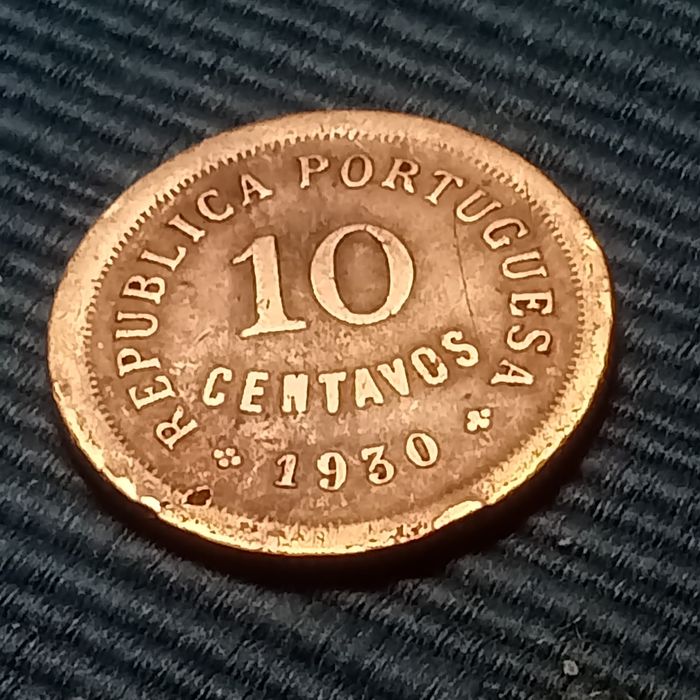 REPUBLICA PORTUGUESA
10
CENTAVOS
1930